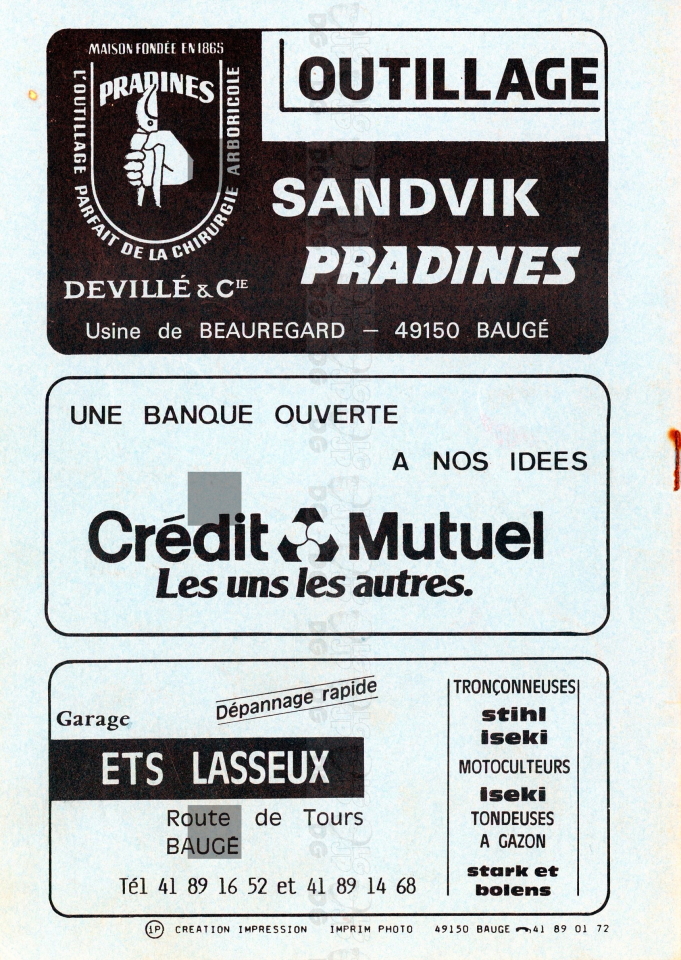 MAISON FONDÉE EN 1865
PRADINES
L'OUTILLAGE PARFAIT DE LA CHIRURGIE ARBORICOLE
DEVILLÉ & CIE
OUTILLAGE
SANDVIK
PRADINES
Usine de BEAUREGARD — 49150 BAUGÉ
UNE BANQUE OUVERTE
A NOS IDEES
Crédit Mutuel
Les uns les autres.
Garage
Dépannage rapide
ETS LASSEUX
Route de Tours
BAUGÉ
Tél 41 89 16 52 et 41 89 14 68
TRONÇONNEUSES
stihl
iseki
MOTOCULTEURS
iseki
TONDEUSES
A GAZON
stark et
bolens
iP CREATION IMPRESSION IMPRIM PHOTO 49150 BAUGE 41 89 01 72